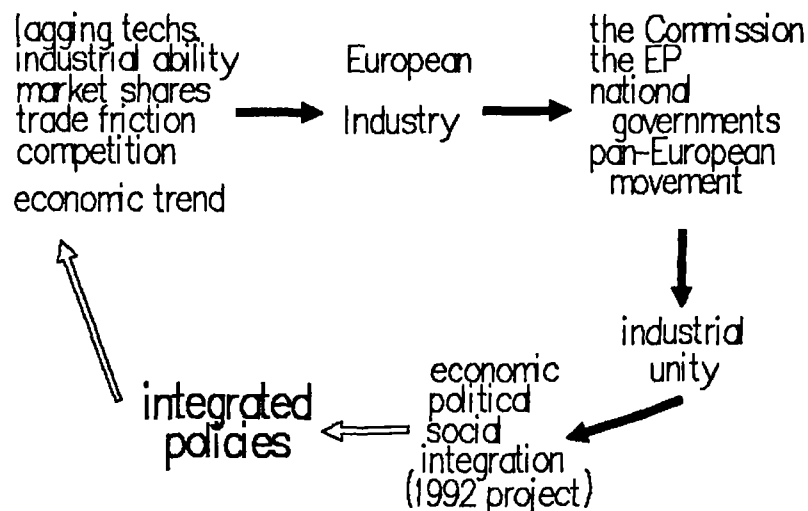 lagging techs.
industrial ability
market shares
trade friction
competition
economic trend
European
Industry
the Commission
the EP
national
governments
pan-European
movement
industrial
unity
economic
political
social
integration
(1992 project)
integrated
policies